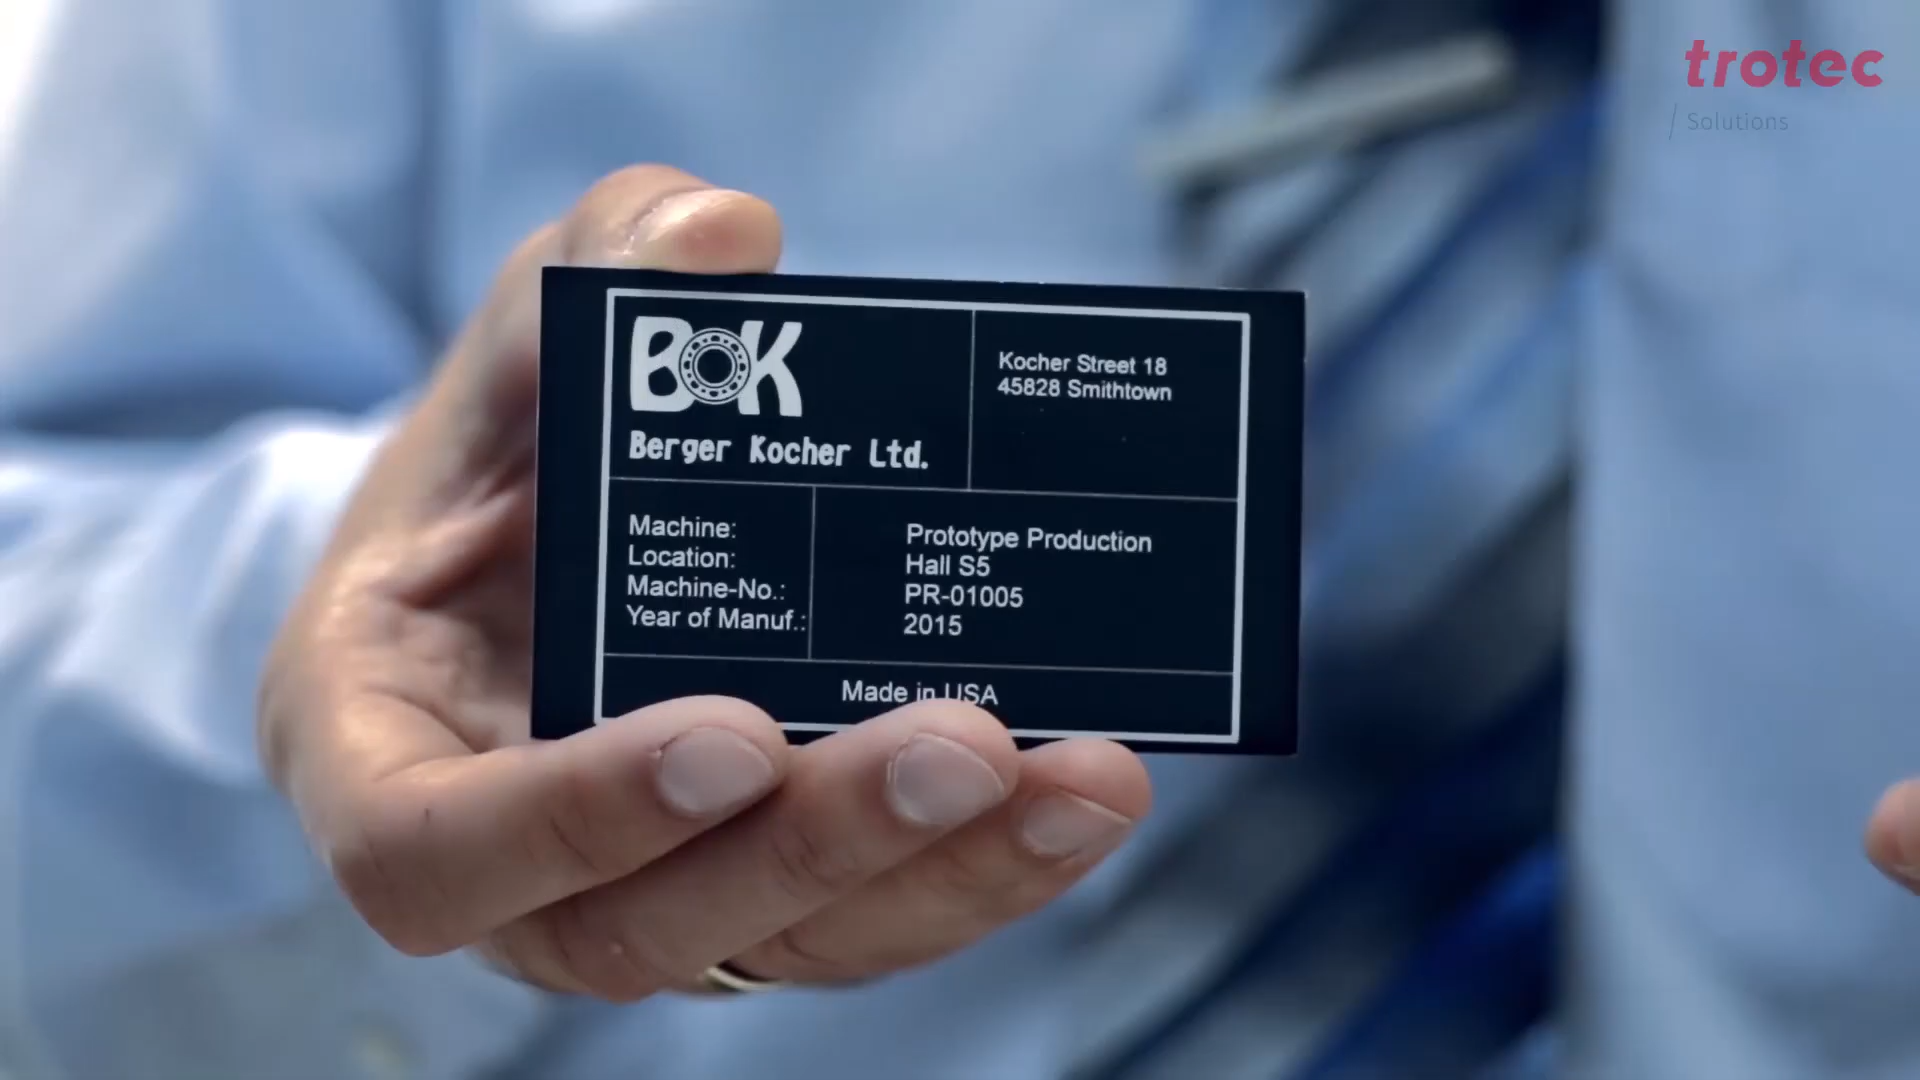 trotec
Solutions
BOK
Berger Kocher Ltd.
Kocher Street 18
45828 Smithtown
Machine:
Location:
Machine-No.:
Year of Manuf.:
Prototype Production
Hall S5
PR-01005
2015
Made in USA